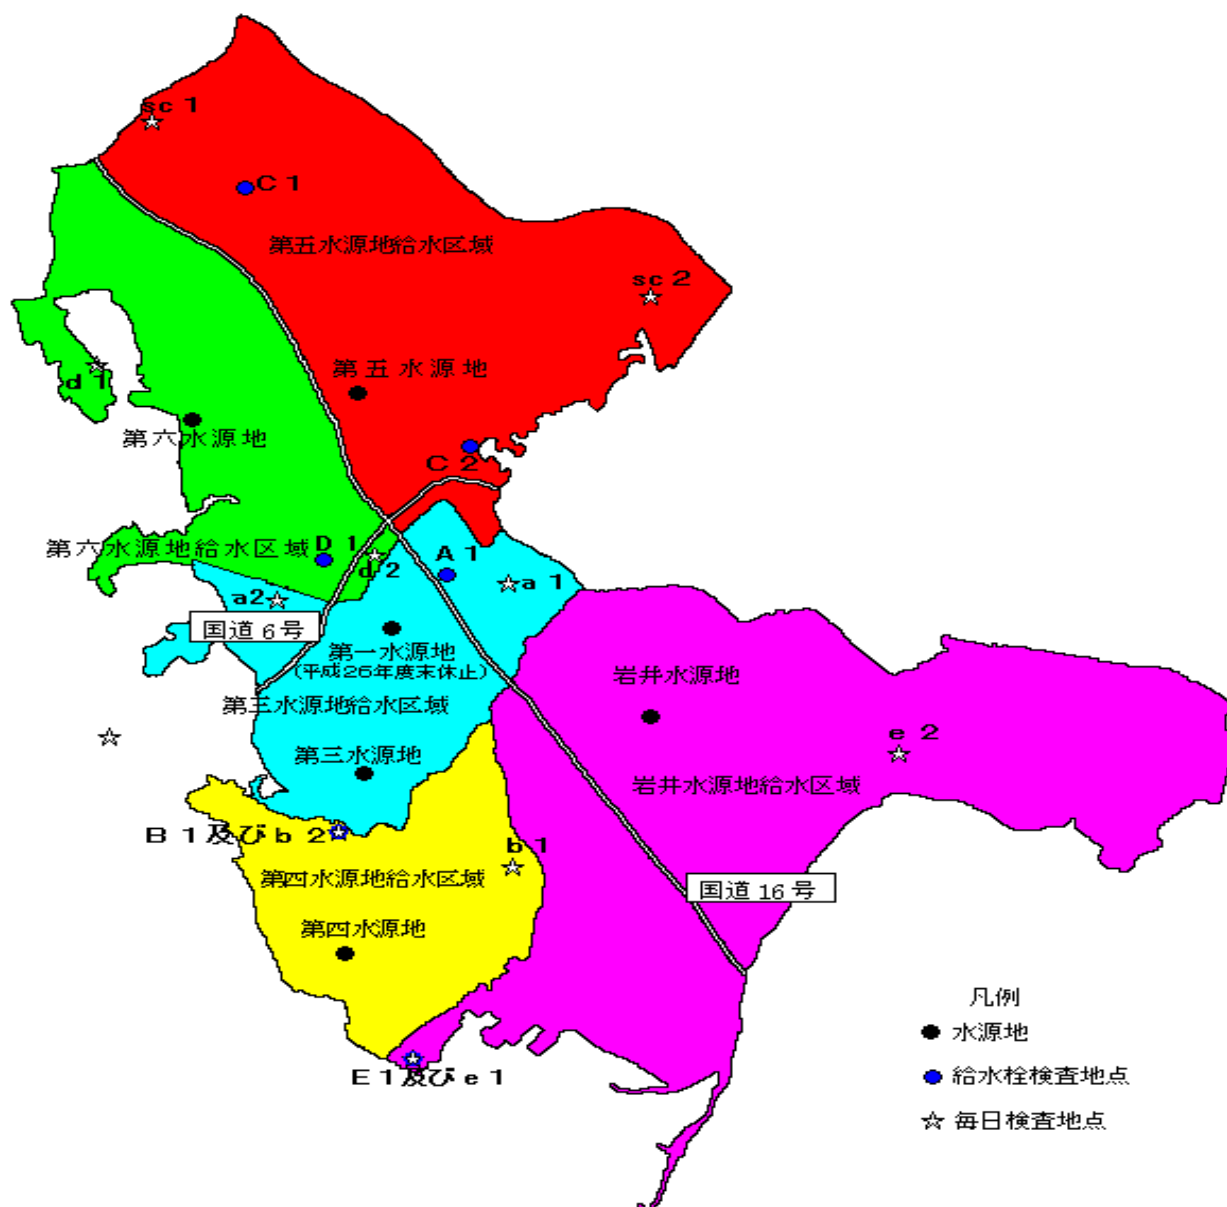 sc 1
C 1
第五水源地給水区域
sc 2
第五水源地
d 1
第六水源地
C 2
第六水源地給水区域
D 1
d 2
A 1
a 1
a2
国道6号
第一水源地
(平成26年度末休止)
第三水源地給水区域
岩井水源地
e 2
第三水源地
岩井水源地給水区域
B 1及びb 2
b 1
第四水源地給水区域
国道16号
第四水源地
E 1及びe 1
凡例
水源地
給水栓検査地点
毎日検査地点